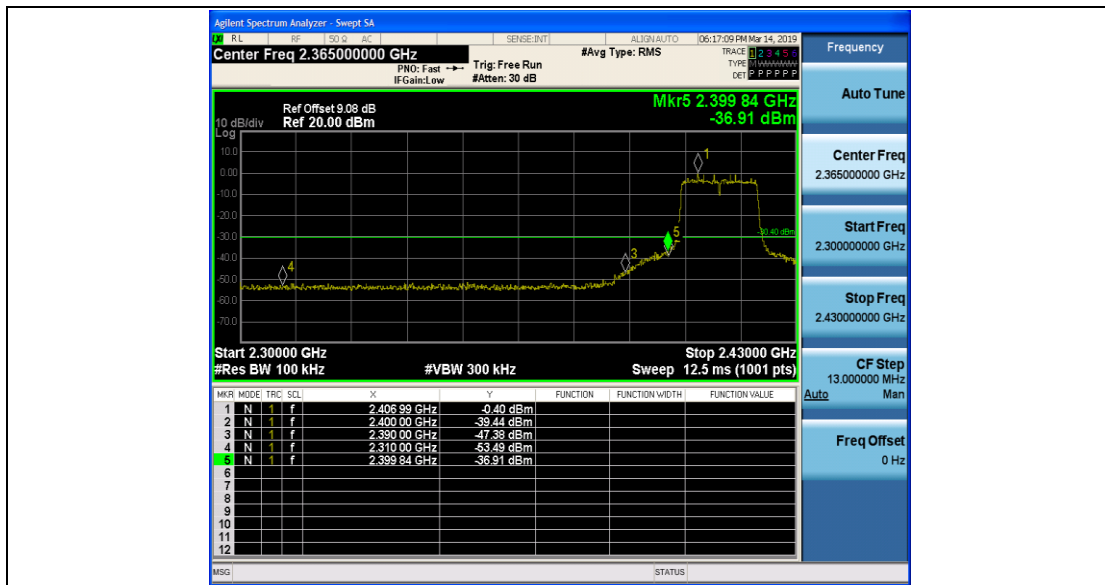 Agilent Spectrum Analyzer - Swept SA
RL RF 50 Ω AC SENSE:INT ALIGN AUTO 06:17:09 PM Mar 14, 2019
Center Freq 2.365000000 GHz
PNO: Fast
IFGain:Low
Trig: Free Run
#Atten: 30 dB
#Avg Type: RMS
TRACE 1 2 3 4 5 6
TYPE M WWWWW
DET P P P P P P
Ref Offset 9.08 dB
10 dB/div Ref 20.00 dBm
Log
Mkr5 2.399 84 GHz
-36.91 dBm
10.0
0.00
-10.0
-20.0
-30.0
-40.0
-50.0
-60.0
-70.0
1
5
3
4
-30.40 dBm
Start 2.30000 GHz Stop 2.43000 GHz
#Res BW 100 kHz #VBW 300 kHz Sweep 12.5 ms (1001 pts)
MKR MODE TRC SCL X Y FUNCTION FUNCTION WIDTH FUNCTION VALUE
1 N 1 f 2.406 99 GHz -0.40 dBm
2 N 1 f 2.400 00 GHz -39.44 dBm
3 N 1 f 2.390 00 GHz -47.38 dBm
4 N 1 f 2.310 00 GHz -53.49 dBm
5 N 1 f 2.399 84 GHz -36.91 dBm
6
7
8
9
10
11
12
MSG STATUS
Frequency
Auto Tune
Center Freq
2.365000000 GHz
Start Freq
2.300000000 GHz
Stop Freq
2.430000000 GHz
CF Step
13.000000 MHz
Auto Man
Freq Offset
0 Hz